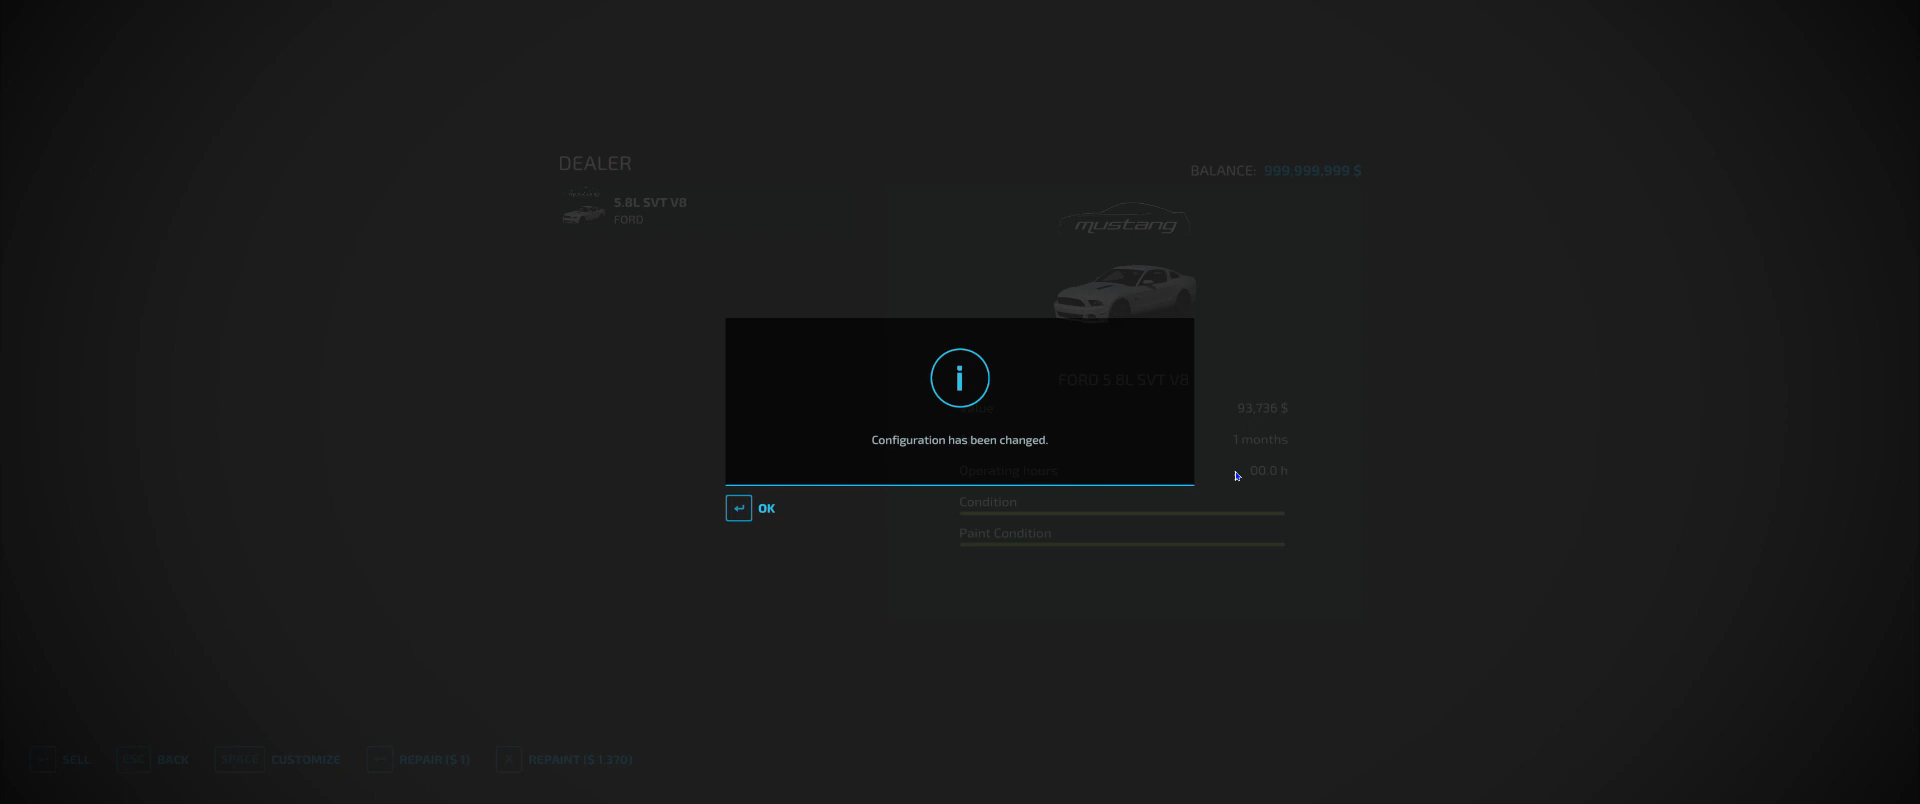 DEALER
BALANCE: 999,999,999 $
5.8L SVT V8
FORD
mustang
FORD 5.8L SVT V8
Value
93,736 $
1 months
Configuration has been changed.
Operating hours
00.0 h
Condition
OK
Paint Condition
SELL
ESC BACK
SPACE CUSTOMIZE
REPAIR ($ 1)
X REPAINT ($ 1.370)